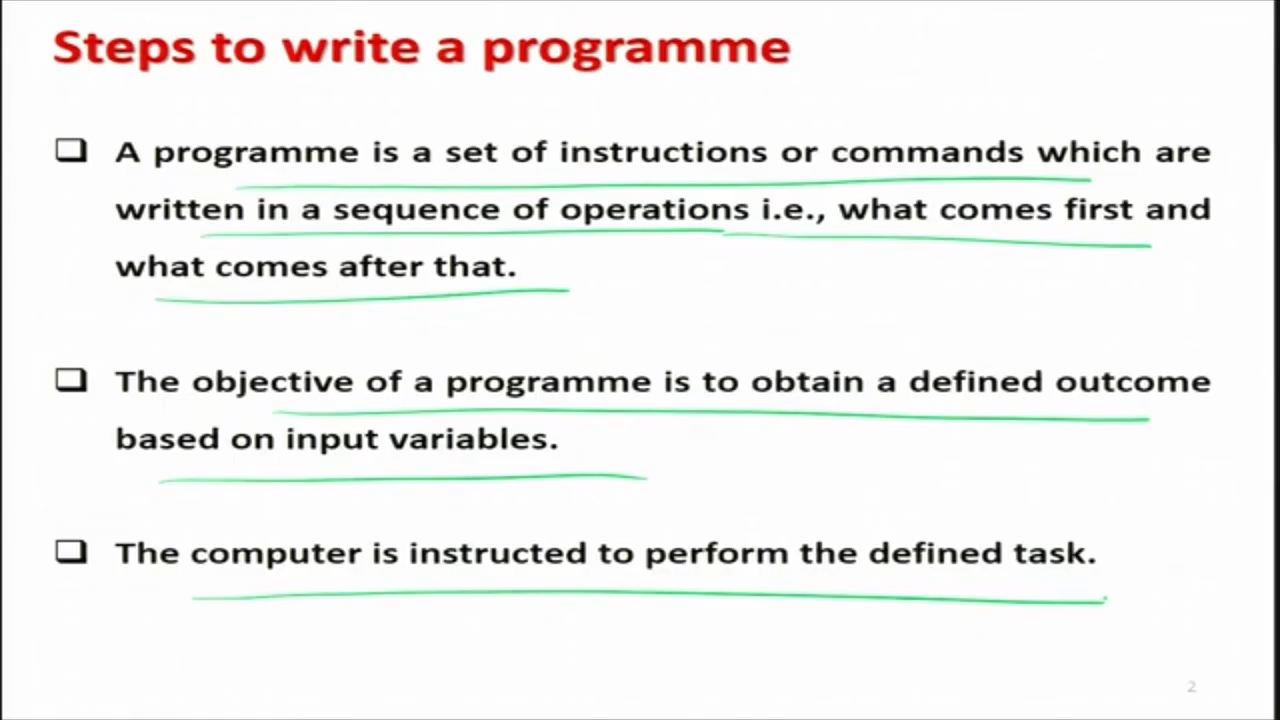 Steps to write a programme
❑ A programme is a set of instructions or commands which are
written in a sequence of operations i.e., what comes first and
what comes after that.
❑ The objective of a programme is to obtain a defined outcome
based on input variables.
❑ The computer is instructed to perform the defined task.
2